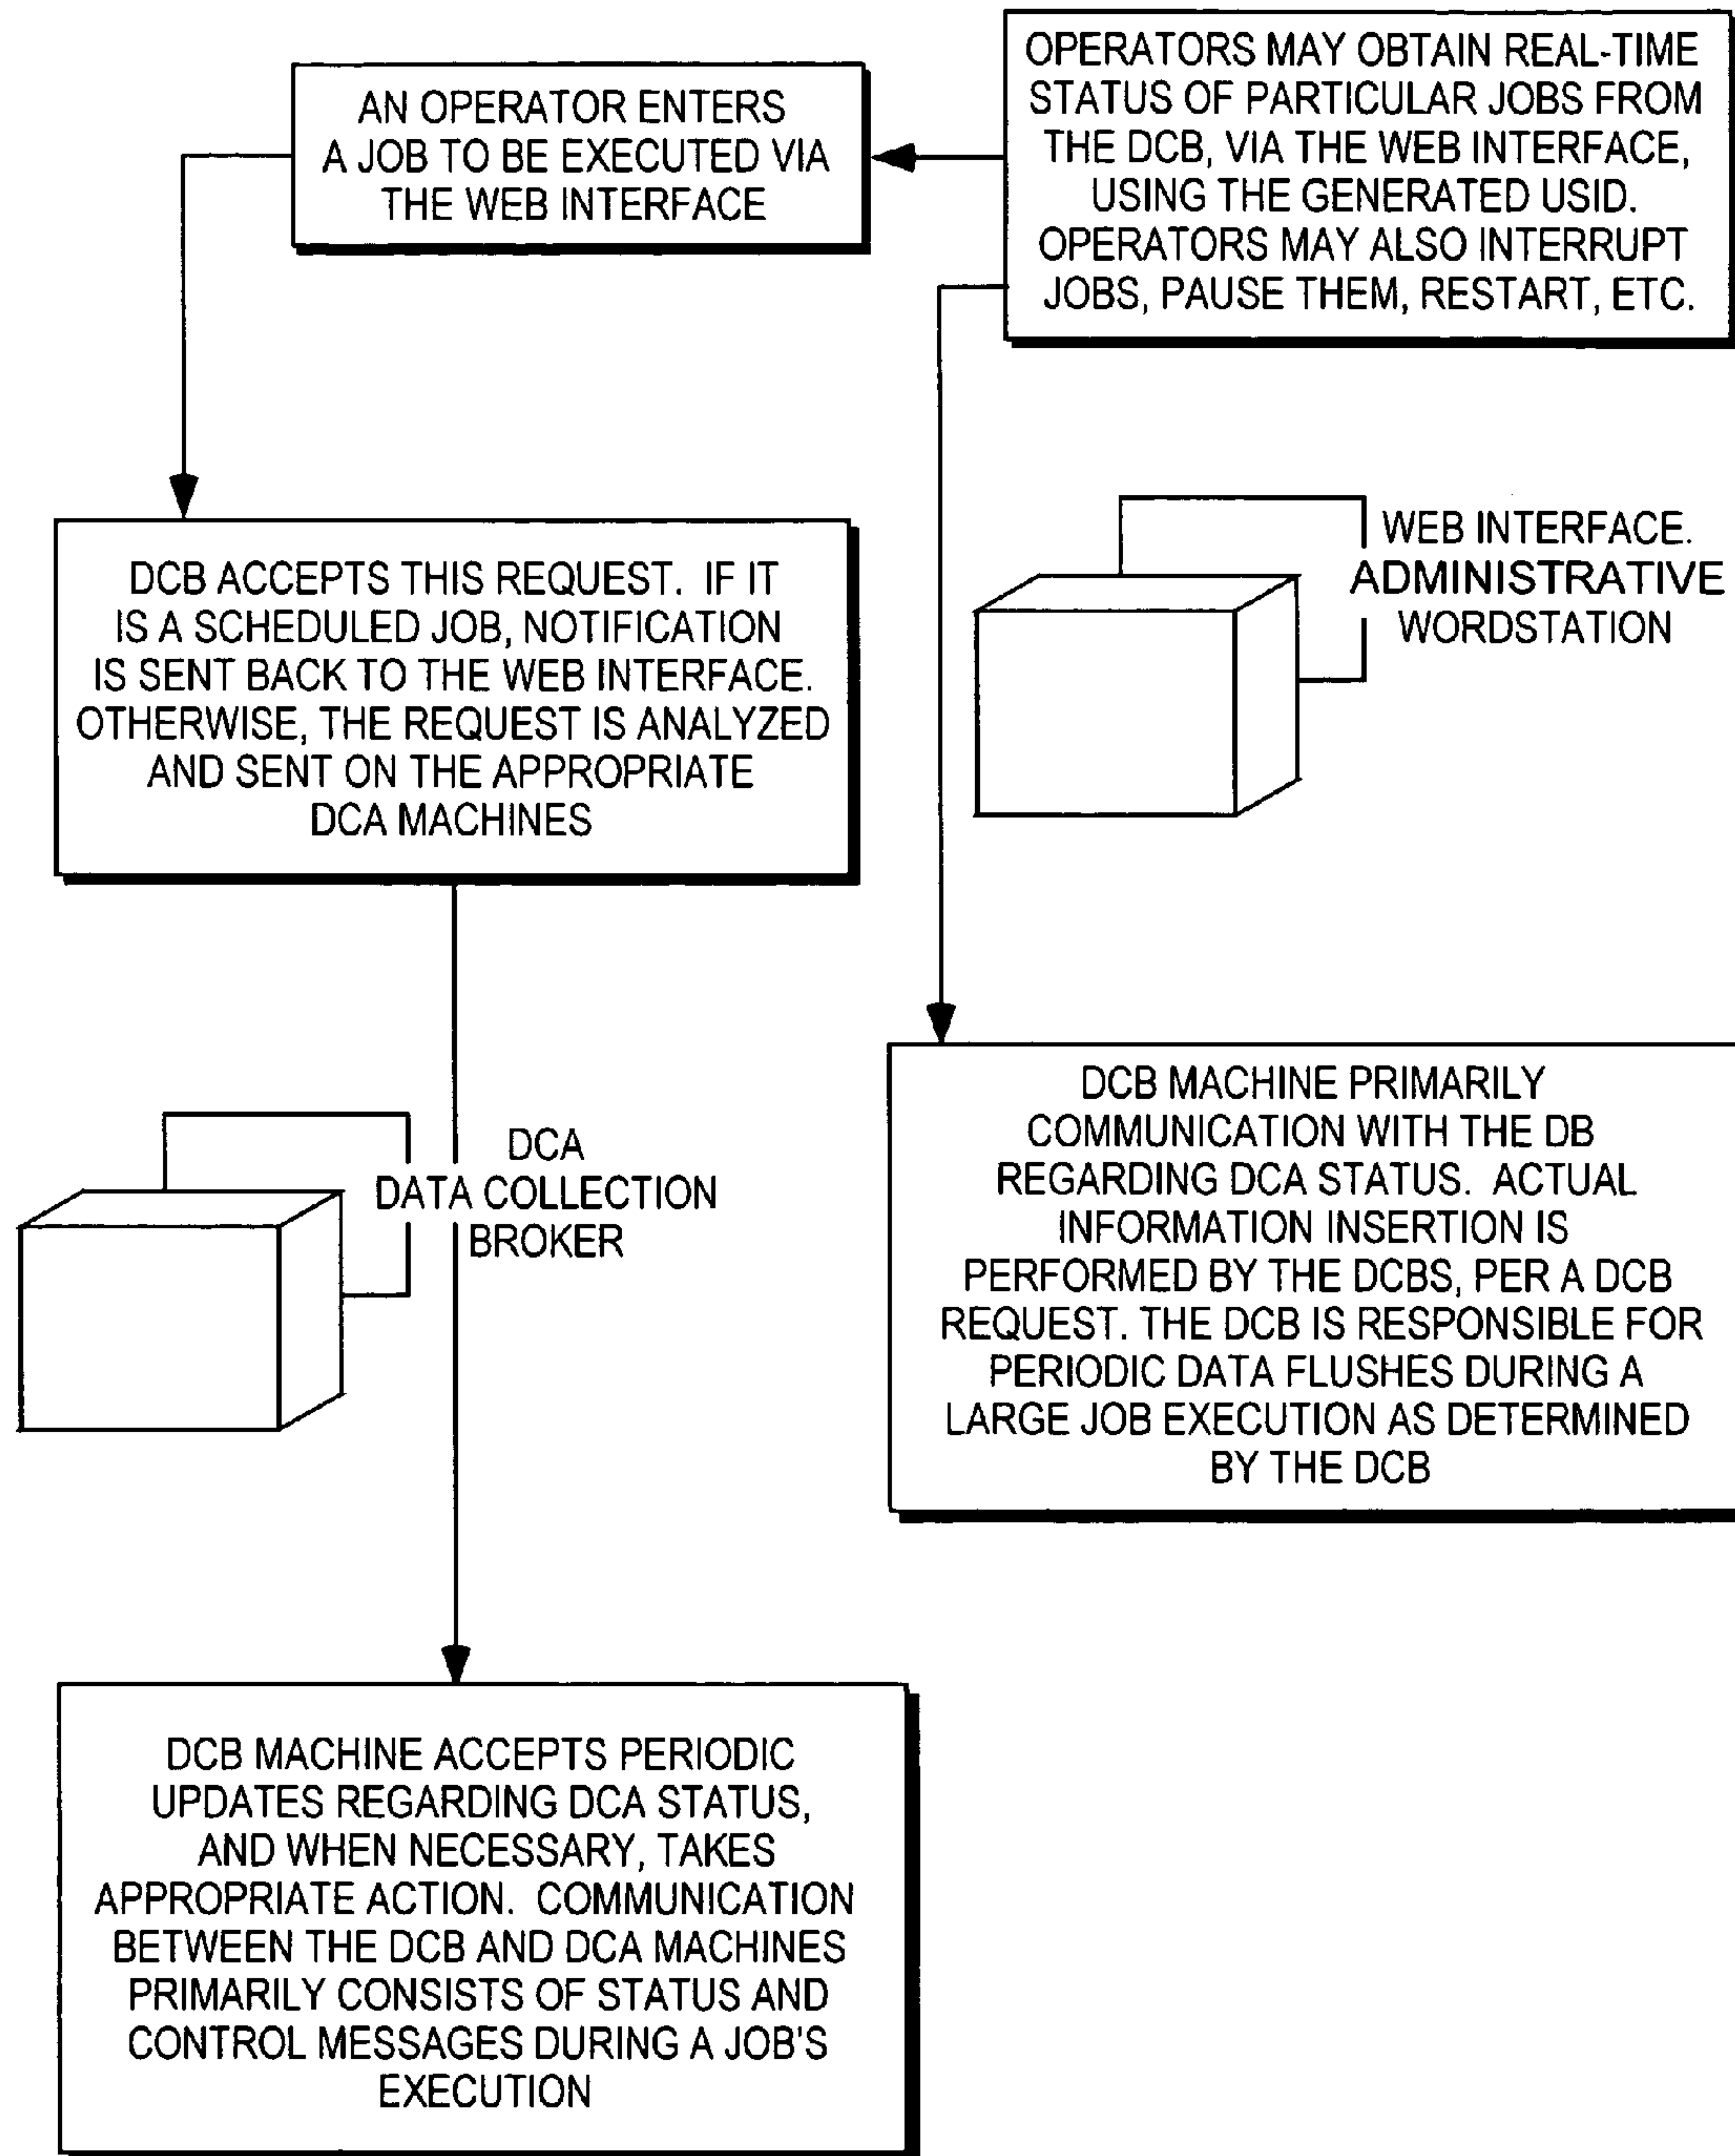 AN OPERATOR ENTERS
A JOB TO BE EXECUTED VIA
THE WEB INTERFACE
OPERATORS MAY OBTAIN REAL-TIME
STATUS OF PARTICULAR JOBS FROM
THE DCB, VIA THE WEB INTERFACE,
USING THE GENERATED USID.
OPERATORS MAY ALSO INTERRUPT
JOBS, PAUSE THEM, RESTART, ETC.
DCB ACCEPTS THIS REQUEST. IF IT
IS A SCHEDULED JOB, NOTIFICATION
IS SENT BACK TO THE WEB INTERFACE.
OTHERWISE, THE REQUEST IS ANALYZED
AND SENT ON THE APPROPRIATE
DCA MACHINES
WEB INTERFACE.
ADMINISTRATIVE
WORDSTATION
DCA
DATA COLLECTION
BROKER
DCB MACHINE PRIMARILY
COMMUNICATION WITH THE DB
REGARDING DCA STATUS. ACTUAL
INFORMATION INSERTION IS
PERFORMED BY THE DCBS, PER A DCB
REQUEST. THE DCB IS RESPONSIBLE FOR
PERIODIC DATA FLUSHES DURING A
LARGE JOB EXECUTION AS DETERMINED
BY THE DCB
DCB MACHINE ACCEPTS PERIODIC
UPDATES REGARDING DCA STATUS,
AND WHEN NECESSARY, TAKES
APPROPRIATE ACTION. COMMUNICATION
BETWEEN THE DCB AND DCA MACHINES
PRIMARILY CONSISTS OF STATUS AND
CONTROL MESSAGES DURING A JOB'S
EXECUTION